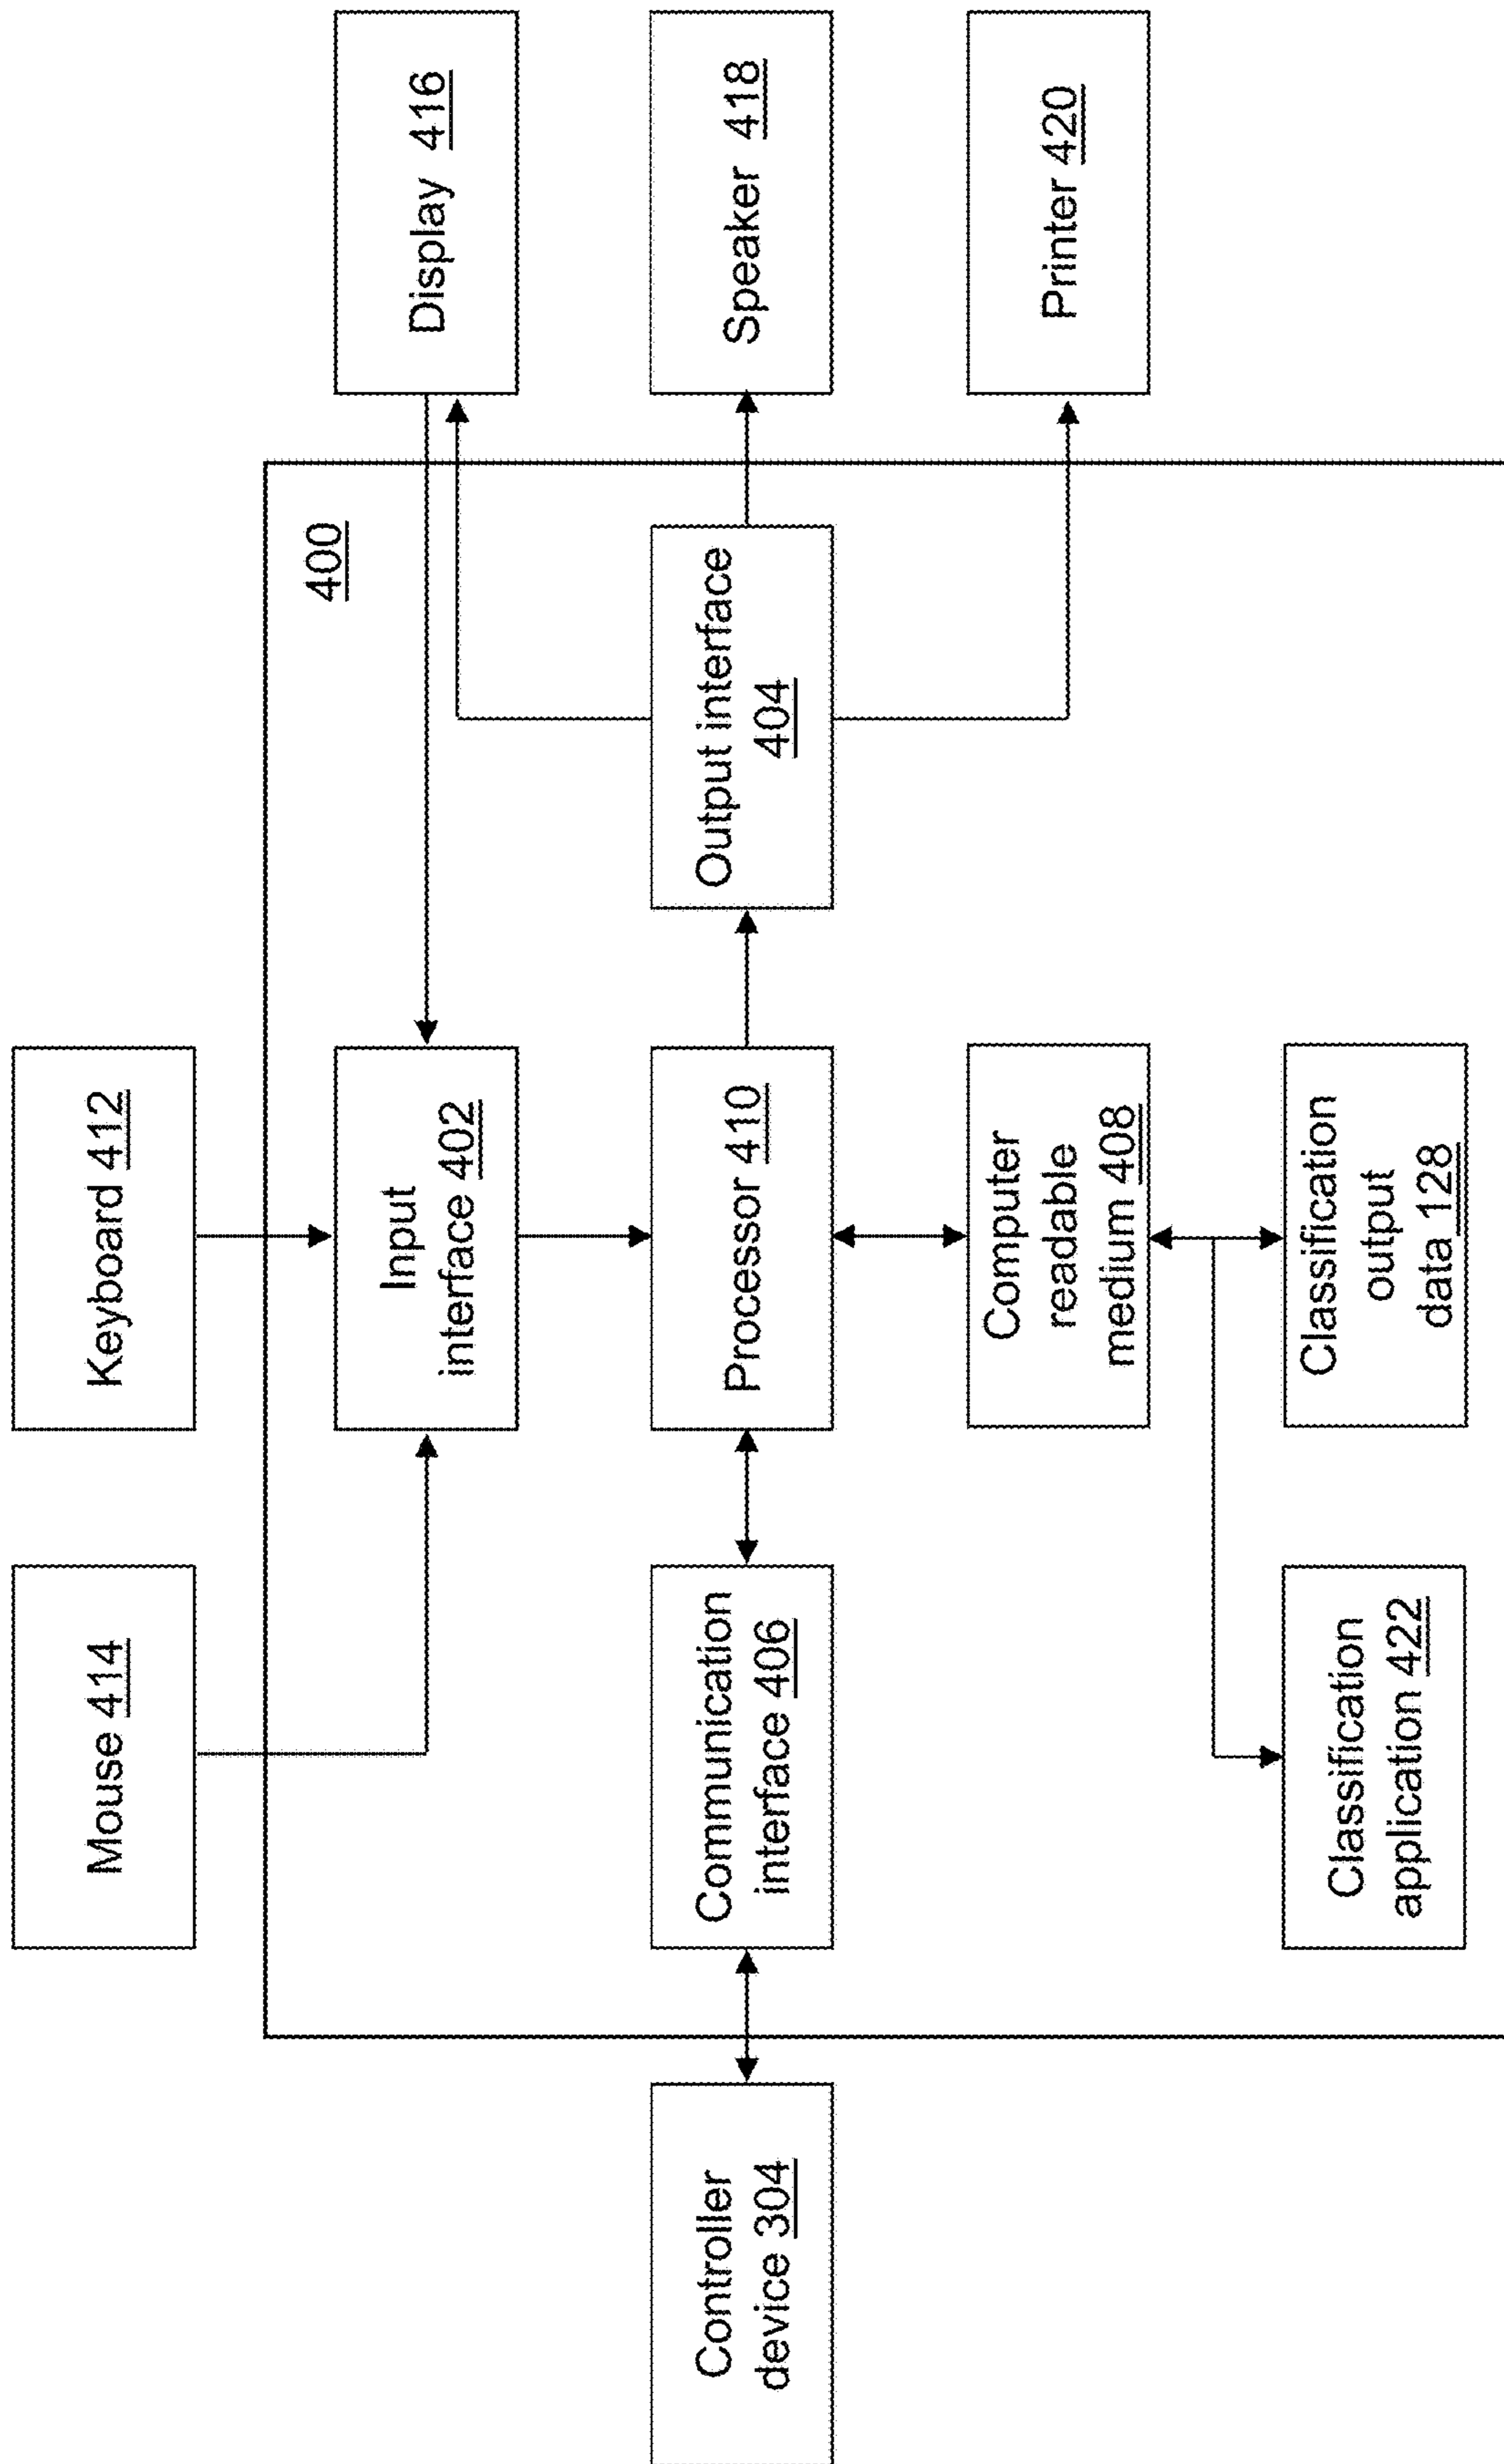 Mouse 414
Keyboard 412
400
Input
interface 402
Display 416
Controller
device 304
Communication
interface 406
Processor 410
Output interface
404
Speaker 418
Computer
readable
medium 408
Printer 420
Classification
application 422
Classification
output
data 128